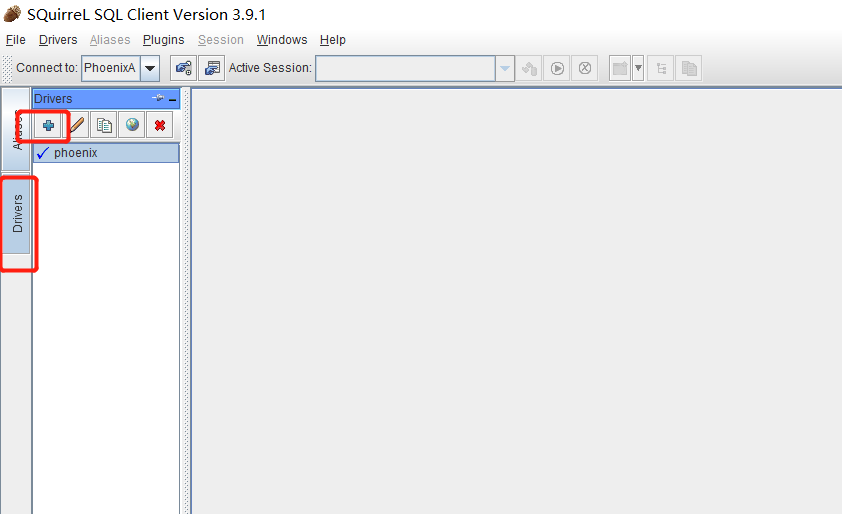 SQuirreL SQL Client Version 3.9.1
File Drivers Aliases Plugins Session Windows Help
Connect to: PhoenixA Active Session:
Drivers
Aliases
phoenix
Drivers